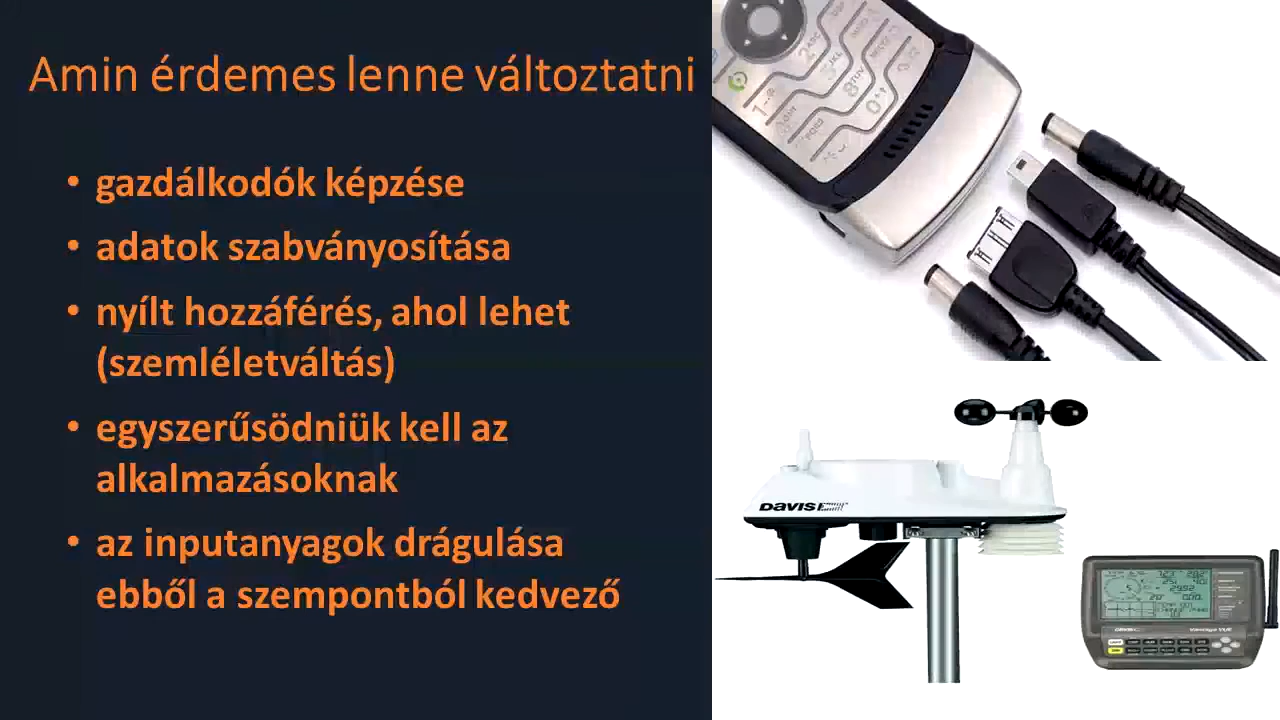 Amin érdemes lenne változtatni
• gazdálkodók képzése
• adatok szabványosítása
• nyílt hozzáférés, ahol lehet
(szemléletváltás)
• egyszerűsödniük kell az
alkalmazásoknak
• az inputanyagok drágulása
ebből a szempontból kedvező
DAVIS